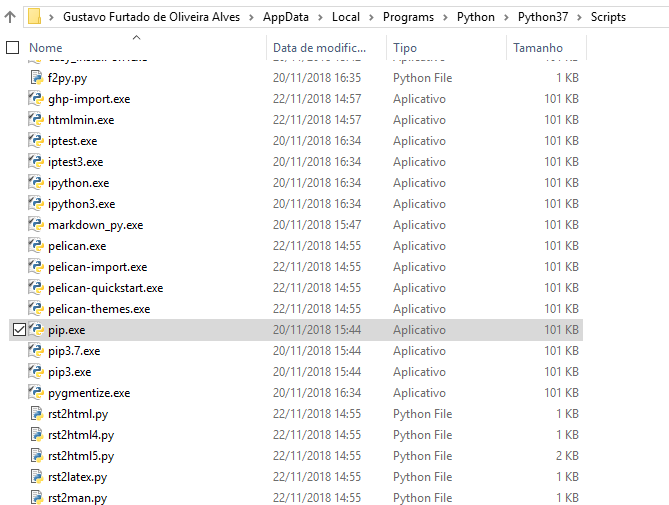 Gustavo Furtado de Oliveira Alves > AppData > Local > Programs > Python > Python37 > Scripts
Nome Data de modific... Tipo Tamanho
f2py.py 20/11/2018 16:35 Python File 1 KB
ghp-import.exe 22/11/2018 14:57 Aplicativo 101 KB
htmlmin.exe 22/11/2018 14:57 Aplicativo 101 KB
iptest.exe 20/11/2018 16:34 Aplicativo 101 KB
iptest3.exe 20/11/2018 16:34 Aplicativo 101 KB
ipython.exe 20/11/2018 16:34 Aplicativo 101 KB
ipython3.exe 20/11/2018 16:34 Aplicativo 101 KB
markdown_py.exe 20/11/2018 15:47 Aplicativo 101 KB
pelican.exe 22/11/2018 14:55 Aplicativo 101 KB
pelican-import.exe 22/11/2018 14:55 Aplicativo 101 KB
pelican-quickstart.exe 22/11/2018 14:55 Aplicativo 101 KB
pelican-themes.exe 22/11/2018 14:55 Aplicativo 101 KB
pip.exe 20/11/2018 15:44 Aplicativo 101 KB
pip3.7.exe 20/11/2018 15:44 Aplicativo 101 KB
pip3.exe 20/11/2018 15:44 Aplicativo 101 KB
pygmentize.exe 20/11/2018 16:34 Aplicativo 101 KB
rst2html.py 22/11/2018 14:55 Python File 1 KB
rst2html4.py 22/11/2018 14:55 Python File 1 KB
rst2html5.py 22/11/2018 14:55 Python File 2 KB
rst2latex.py 22/11/2018 14:55 Python File 1 KB
rst2man.py 22/11/2018 14:55 Python File 1 KB